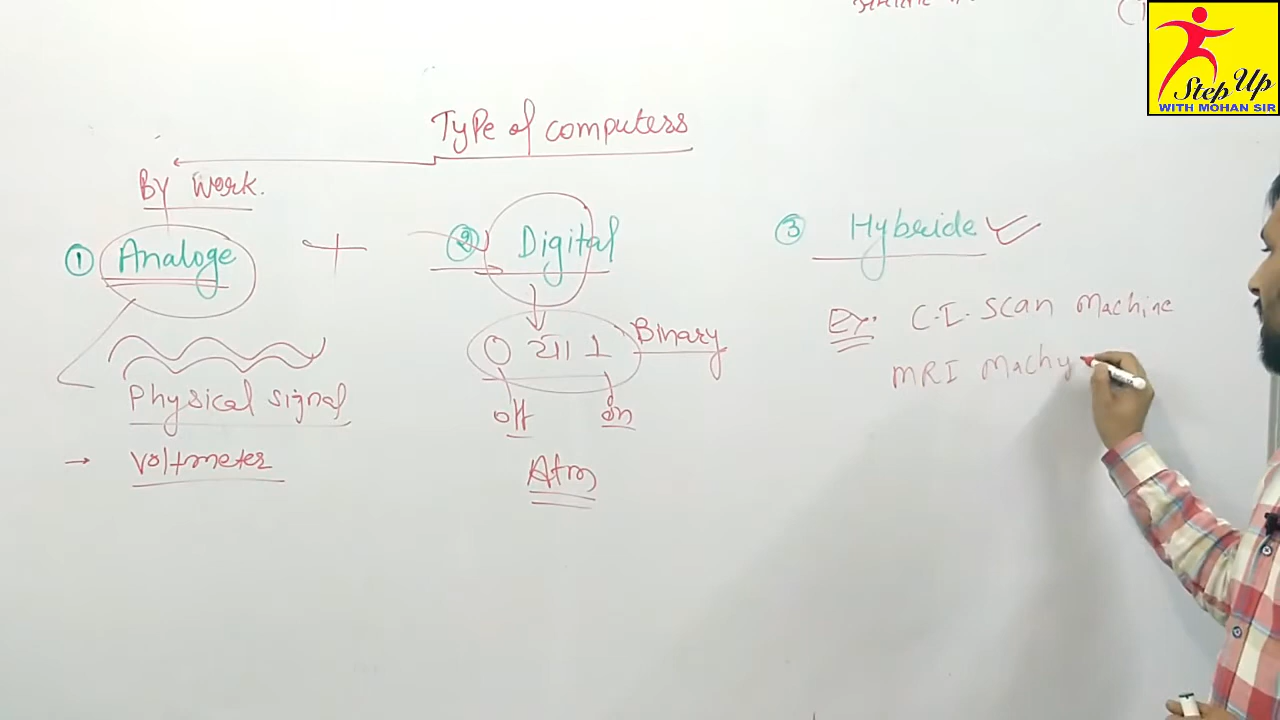 Step Up
WITH MOHAN SIR
Type of computers
By Work.
① Analoge
+
② Digital
③ Hybride
0 या 1
Binary
off
on
Physical signal
→ Voltmeter
Atm
Ex. C.T. Scan Machine
MRI Machy